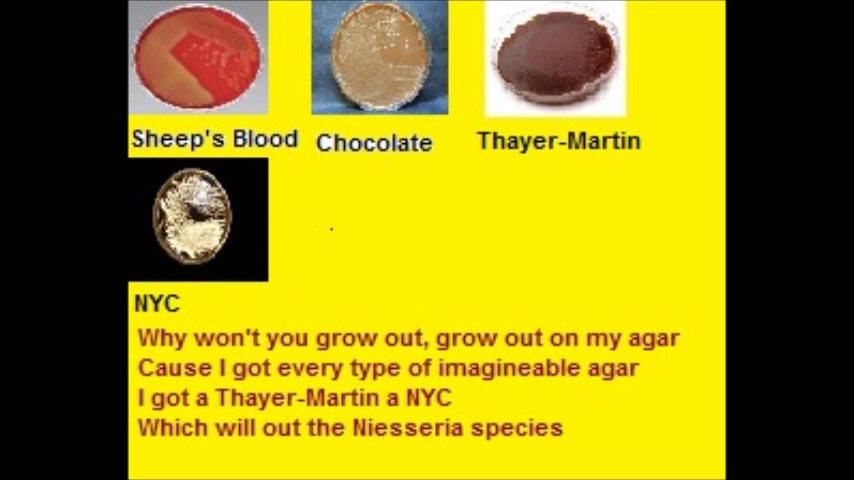 Sheep's Blood Chocolate Thayer-Martin
NYC
Why won't you grow out, grow out on my agar
Cause I got every type of imagineable agar
I got a Thayer-Martin a NYC
Which will out the Niesseria species